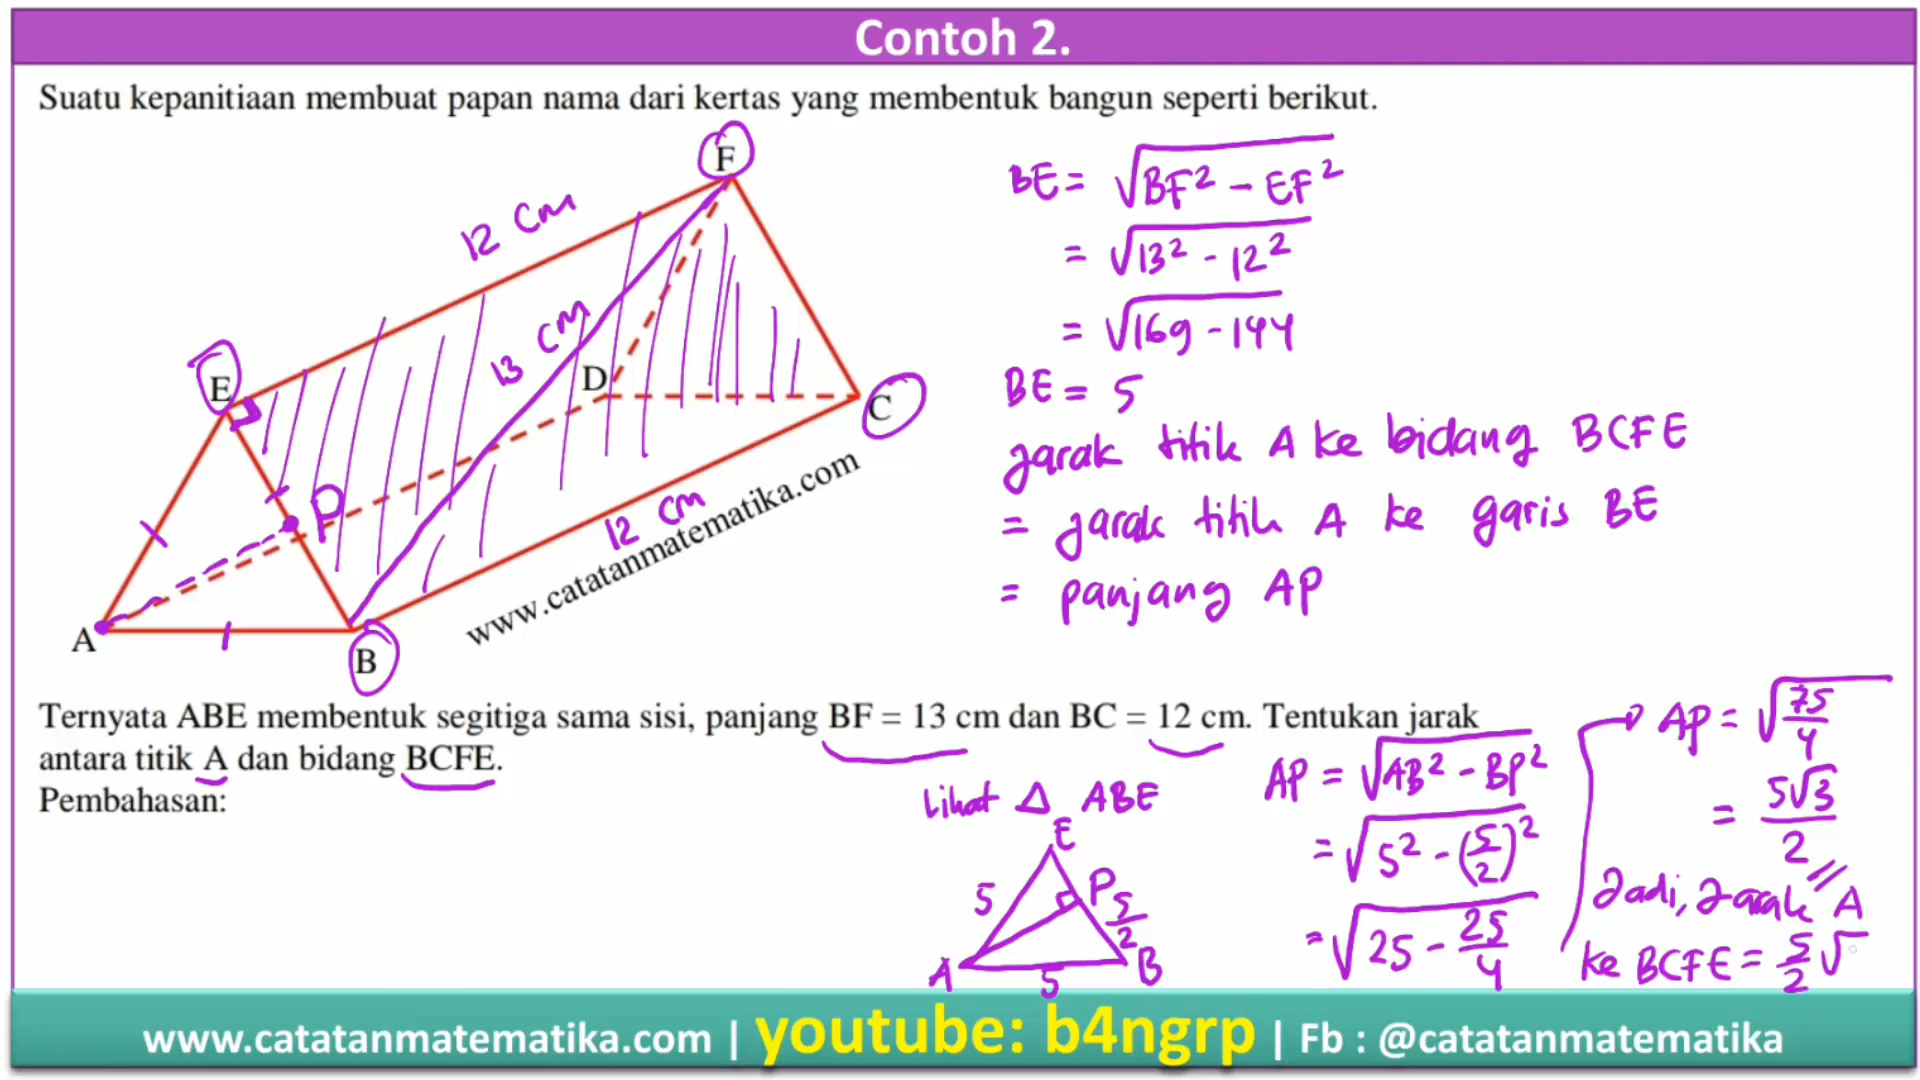 Contoh 2.
Suatu kepanitiaan membuat papan nama dari kertas yang membentuk bangun seperti berikut.
F
12 cm
13 cm
E
D
C
P
12 cm
www.catatanmatematika.com
A
B
BE = √BF² - EF²
= √13² - 12²
= √169 - 144
BE = 5
Jarak titik A ke bidang BCFE
= jarak titik A ke garis BE
= panjang AP
Ternyata ABE membentuk segitiga sama sisi, panjang BF = 13 cm dan BC = 12 cm. Tentukan jarak
antara titik A dan bidang BCFE.
Pembahasan:
Lihat Δ ABE
E
5
P
5/2
A
5
B
AP = √AB² - BP²
= √5² - (5/2)²
= √25 - 25/4
AP = √75/4
= 5√3/2
Jadi, Jarak A
ke BCFE = 5/2 √
www.catatanmatematika.com | youtube: b4ngrp | Fb : @catatanmatematika